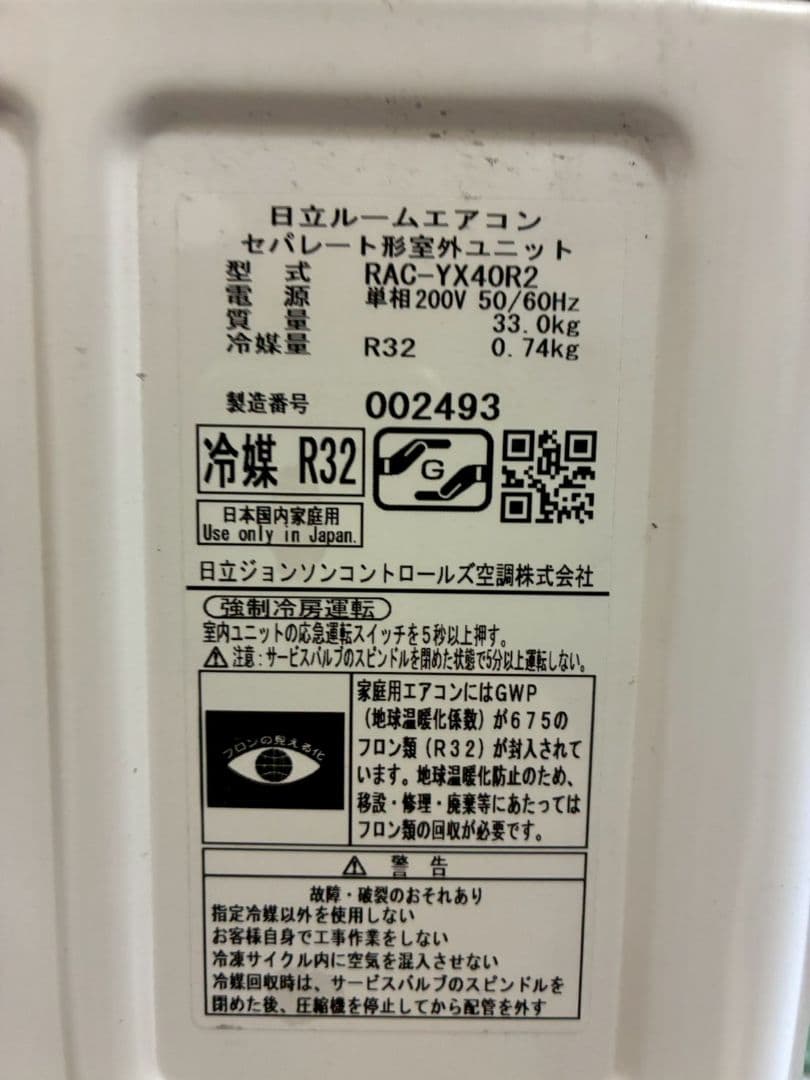 日立ルームエアコン
セパレート形室外ユニット
型式 RAC-YX40R2
電源 単相200V 50/60Hz
質量 33.0kg
冷媒量 R32 0.74kg
製造番号 002493
冷媒 R32
G
日本国内家庭用
Use only in Japan.
日立ジョンソンコントロールズ空調株式会社
強制冷房運転
室内ユニットの応急運転スイッチを5秒以上押す。
⚠注意:サービスバルブのスピンドルを閉めた状態で5分以上運転しない。
フロンの見える化
家庭用エアコンにはGWP
(地球温暖化係数)が675の
フロン類(R32)が封入されて
います。地球温暖化防止のため、
移設・修理・廃棄等にあたっては
フロン類の回収が必要です。
⚠ 警告
故障・破裂のおそれあり
指定冷媒以外を使用しない
お客様自身で工事作業をしない
冷凍サイクル内に空気を混入させない
冷媒回収時は、サービスバルブのスピンドルを
閉めた後、圧縮機を停止してから配管を外す